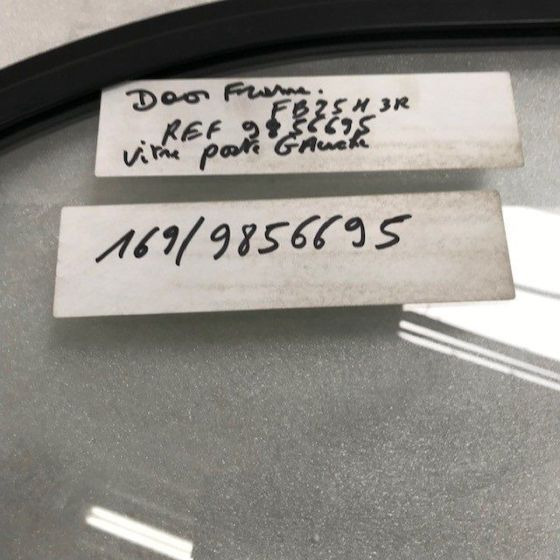 Door Frame.
FB75H 3R
REF 9856695
Vitre porte GAuche
169/9856695